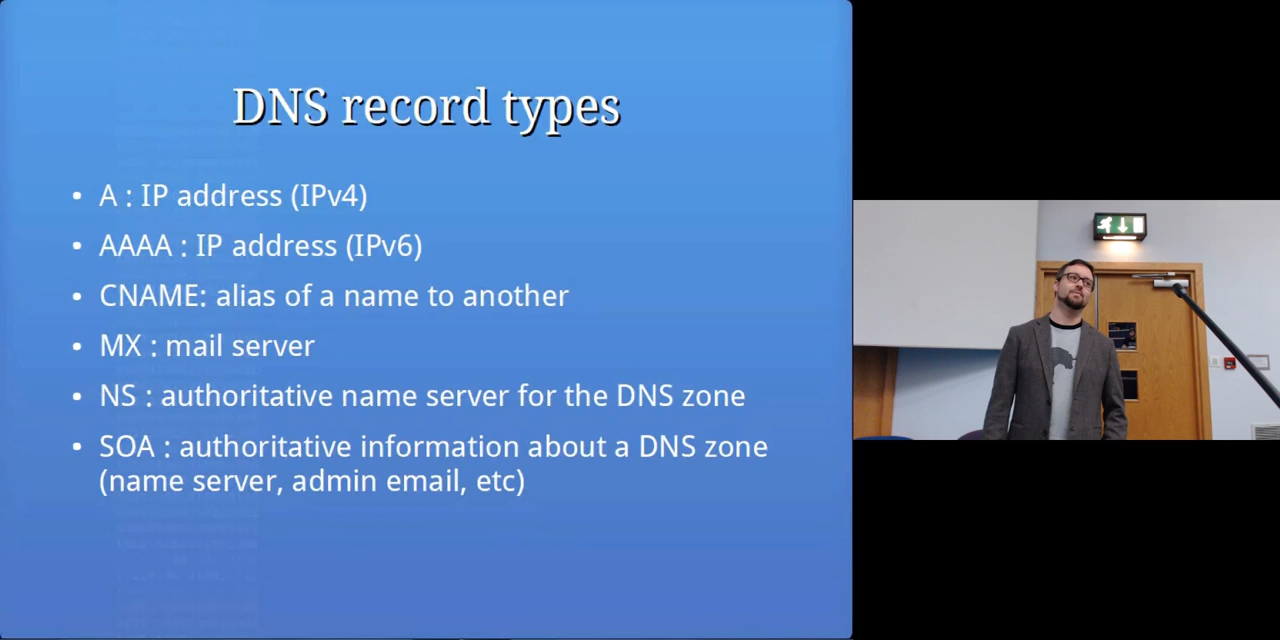 DNS record types
• A : IP address (IPv4)
• AAAA : IP address (IPv6)
• CNAME: alias of a name to another
• MX : mail server
• NS : authoritative name server for the DNS zone
• SOA : authoritative information about a DNS zone
(name server, admin email, etc)